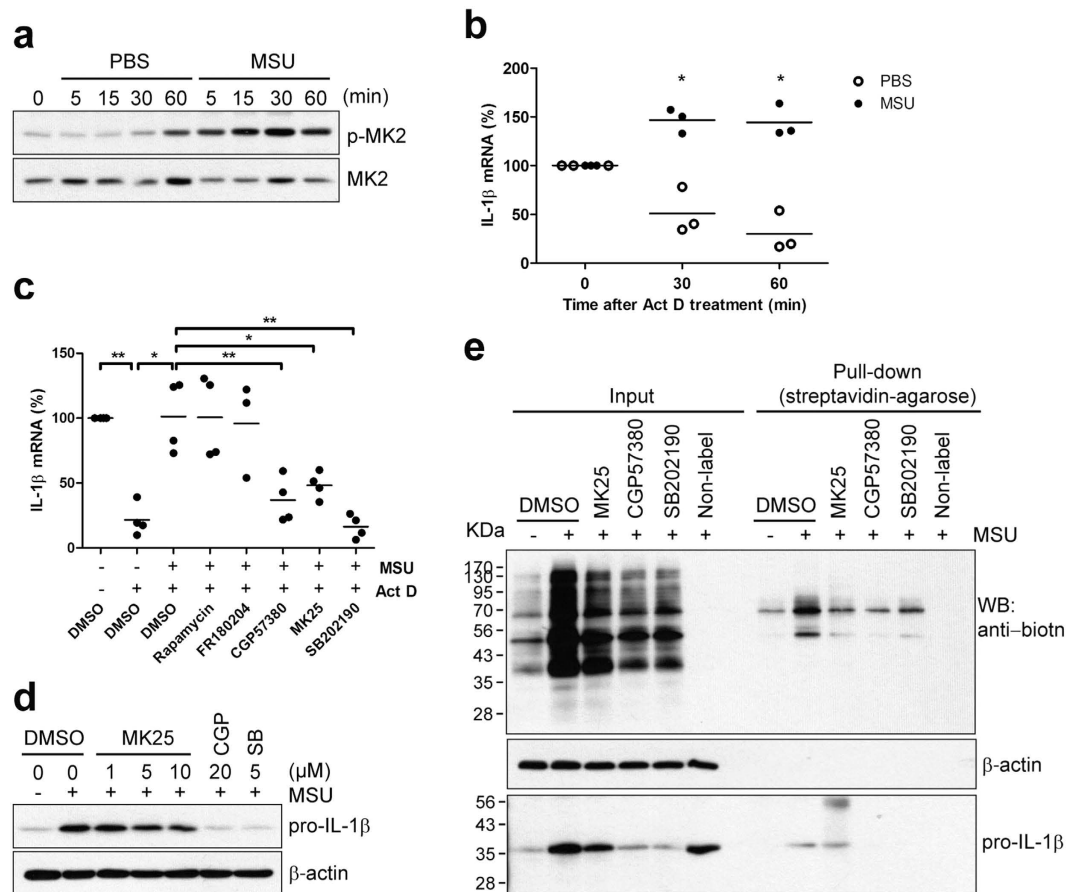 a
PBS MSU
0 5 15 30 60 5 15 30 60 (min)
p-MK2
MK2
b
200
150
100
50
0
IL-1β mRNA (%)
PBS
MSU
* *
0 30 60
Time after Act D treatment (min)
c
**
*
** * **
150
100
50
0
IL-1β mRNA (%)
- - + + + + + + MSU
- + + + + + + + Act D
DMSO DMSO DMSO Rapamycin FR180204 CGP57380 MK25 SB202190
d
DMSO MK25 CGP SB
0 0 1 5 10 20 5 (μM)
- + + + + + + MSU
pro-IL-1β
β-actin
e
Input
Pull-down
(streptavidin-agarose)
DMSO MK25 CGP57380 SB202190 Non-label DMSO MK25 CGP57380 SB202190 Non-label
KDa - + + + + + - + + + + + MSU
170
130
95
70
56
43
35
28
WB:
anti–biotn
β-actin
56
43
35
28
pro-IL-1β